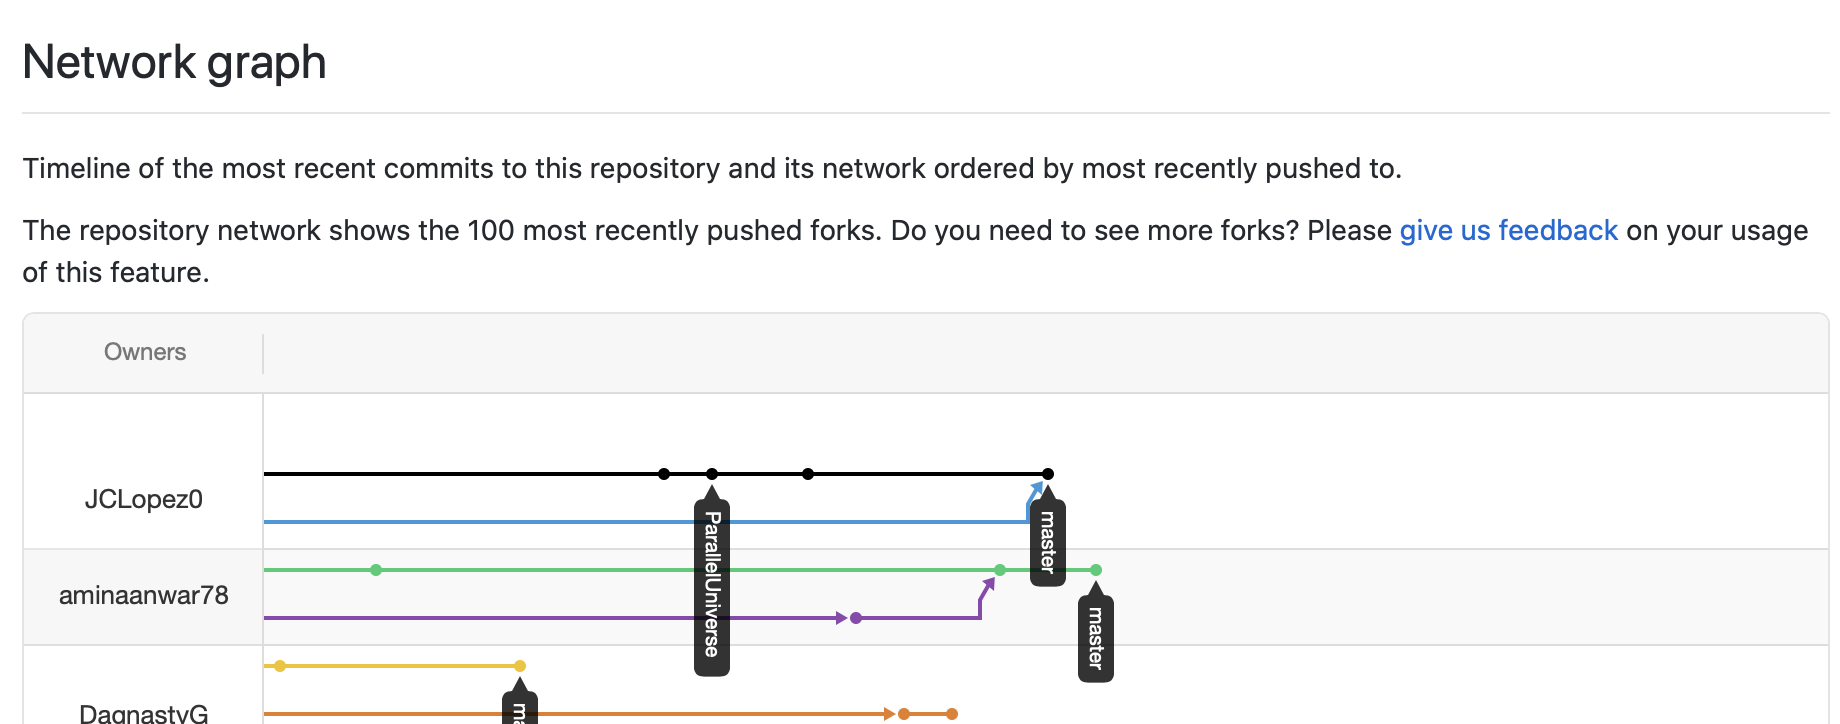 Network graph
Timeline of the most recent commits to this repository and its network ordered by most recently pushed to.
The repository network shows the 100 most recently pushed forks. Do you need to see more forks? Please give us feedback on your usage
of this feature.
Owners
JCLopez0
ParallelUniverse
master
aminaanwar78
master
DagnastyG